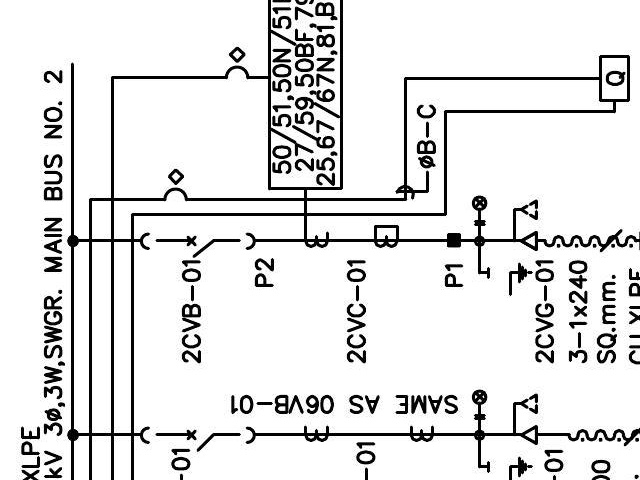 XLPE
kV 3ø,3W,SWGR. MAIN BUS NO. 2
2CVB-01
P2
50/51,50N/51
27/59,50BF,79
25,67/67N,81,B
2CVC-01
øB-C
P1
Q
2CVG-01
3-1x240
SQ.mm.
CU XLPE
SAME AS 06VB-01
-01
-01
-01
00